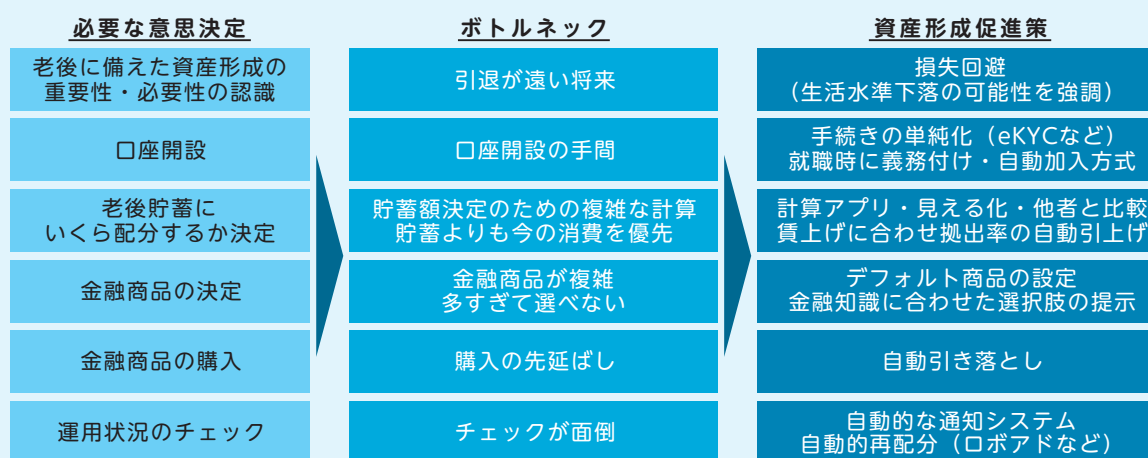 必要な意思決定
ボトルネック
資産形成促進策
老後に備えた資産形成の
重要性・必要性の認識
引退が遠い将来
損失回避
（生活水準下落の可能性を強調）
口座開設
口座開設の手間
手続きの単純化（eKYCなど）
就職時に義務付け・自動加入方式
老後貯蓄に
いくら配分するか決定
貯蓄額決定のための複雑な計算
貯蓄よりも今の消費を優先
計算アプリ・見える化・他者と比較
賃上げに合わせ拠出率の自動引上げ
金融商品の決定
金融商品が複雑
多すぎて選べない
デフォルト商品の設定
金融知識に合わせた選択肢の提示
金融商品の購入
購入の先延ばし
自動引き落とし
運用状況のチェック
チェックが面倒
自動的な通知システム
自動的再配分（ロボアドなど）